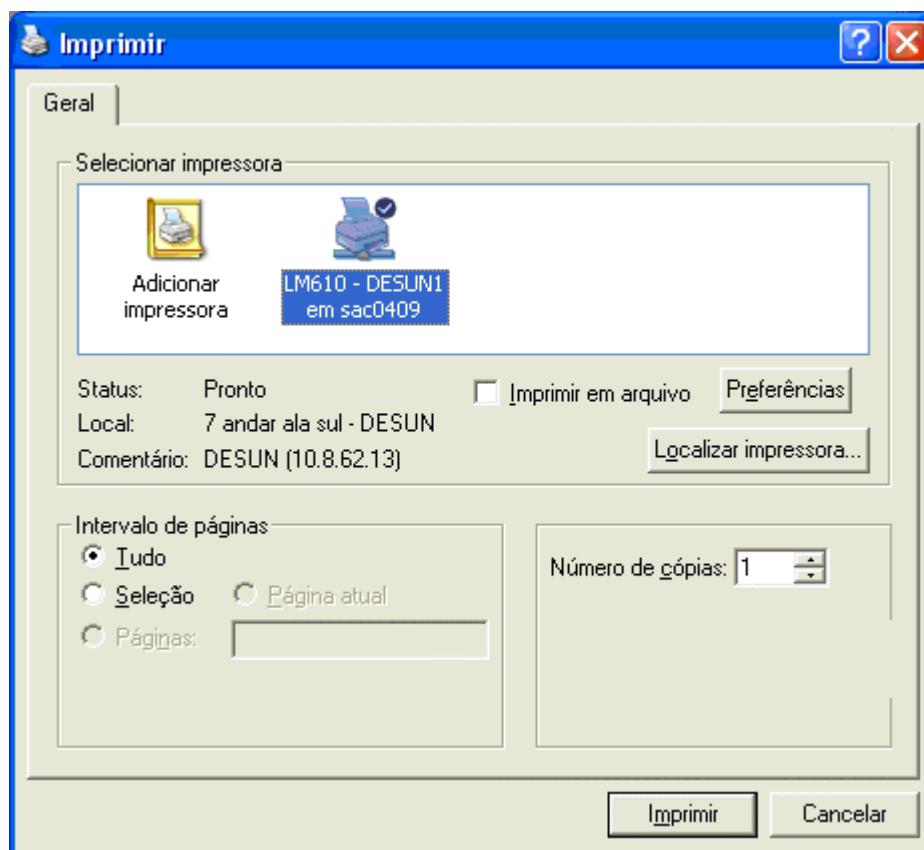 Imprimir
Geral
Selecionar impressora
Adicionar
impressora
LM610 - DESUN1
em sac0409
Status: Pronto
Local: 7 andar ala sul - DESUN
Comentário: DESUN (10.8.62.13)
Imprimir em arquivo
Preferências
Localizar impressora...
Intervalo de páginas
Tudo
Seleção
Página atual
Páginas:
Número de cópias: 1
Imprimir
Cancelar